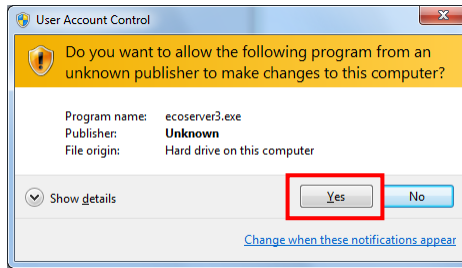 User Account Control
Do you want to allow the following program from an
unknown publisher to make changes to this computer?
Program name: ecoserver3.exe
Publisher: Unknown
File origin: Hard drive on this computer
Show details Yes No
Change when these notifications appear